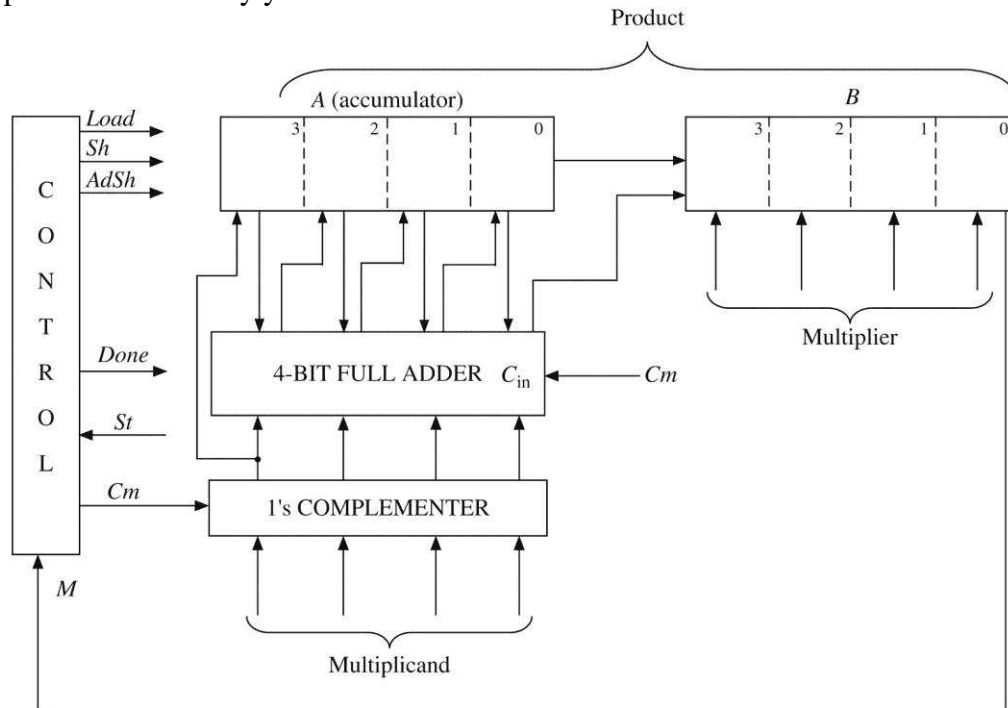 Product
A (accumulator)
B
3 2 1 0
3 2 1 0
Load
Sh
AdSh
CONTROL
Done
St
Cm
M
4-BIT FULL ADDER Cin
Cm
1's COMPLEMENTER
Multiplier
Multiplicand